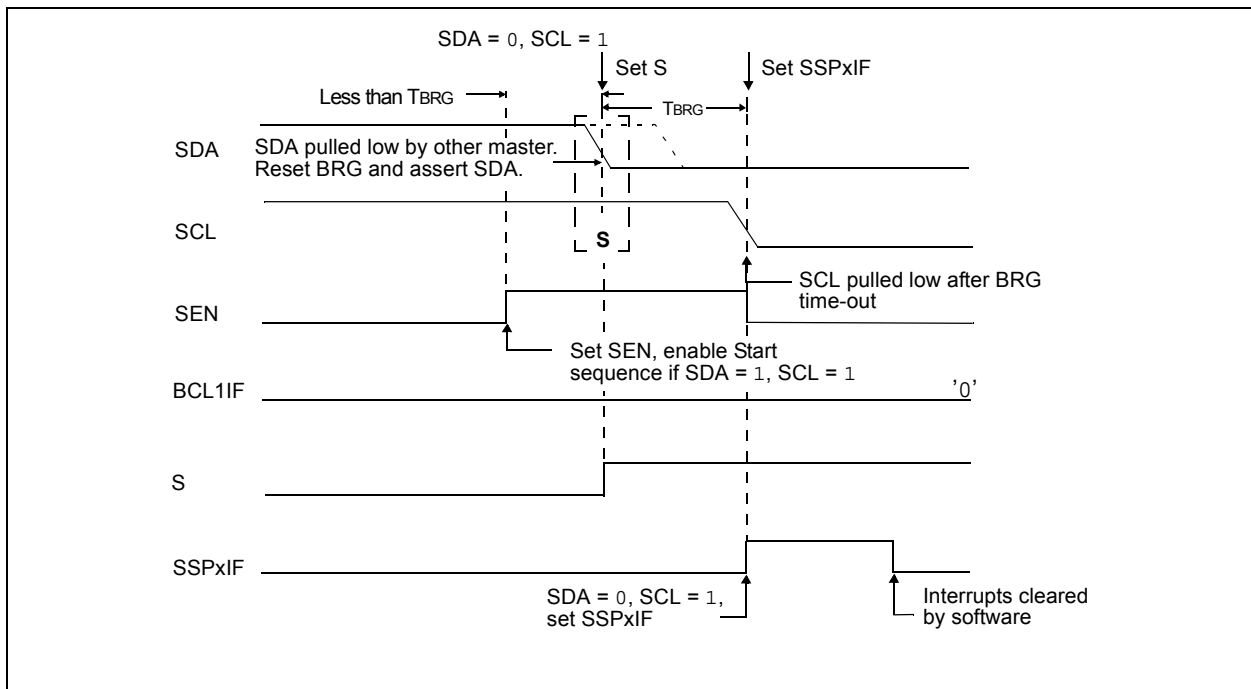 SDA = 0, SCL = 1
Set S
Set SSPxIF
Less than TBRG
TBRG
SDA
SDA pulled low by other master.
Reset BRG and assert SDA.
SCL
S
SCL pulled low after BRG
time-out
SEN
Set SEN, enable Start
sequence if SDA = 1, SCL = 1
BCL1IF
'0'
S
SSPxIF
SDA = 0, SCL = 1,
set SSPxIF
Interrupts cleared
by software